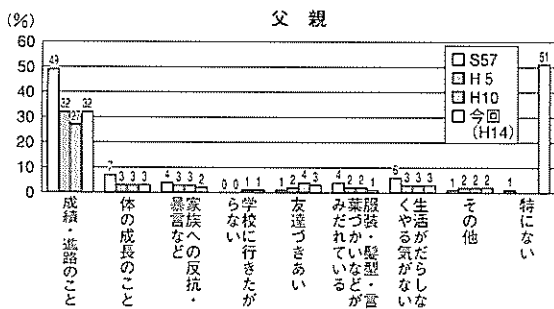 父 親
(%)
60
50
40
30
20
10
0
S57
H5
H10
今回
(H14)
49 32 27 32
7 3 3 3
4 3 3 2
0 0 1 1
1 2 4 3
4 2 2 1
3 3 3
1 2 2 2
1
51
成績・進路のこと
体の成長のこと
家族への反抗・
暴言など
学校に行きたが
らない
友達づきあい
服装・髪型・言
葉づかいなどが
みだれている
生活がだらしな
くやる気がない
その他
特にない